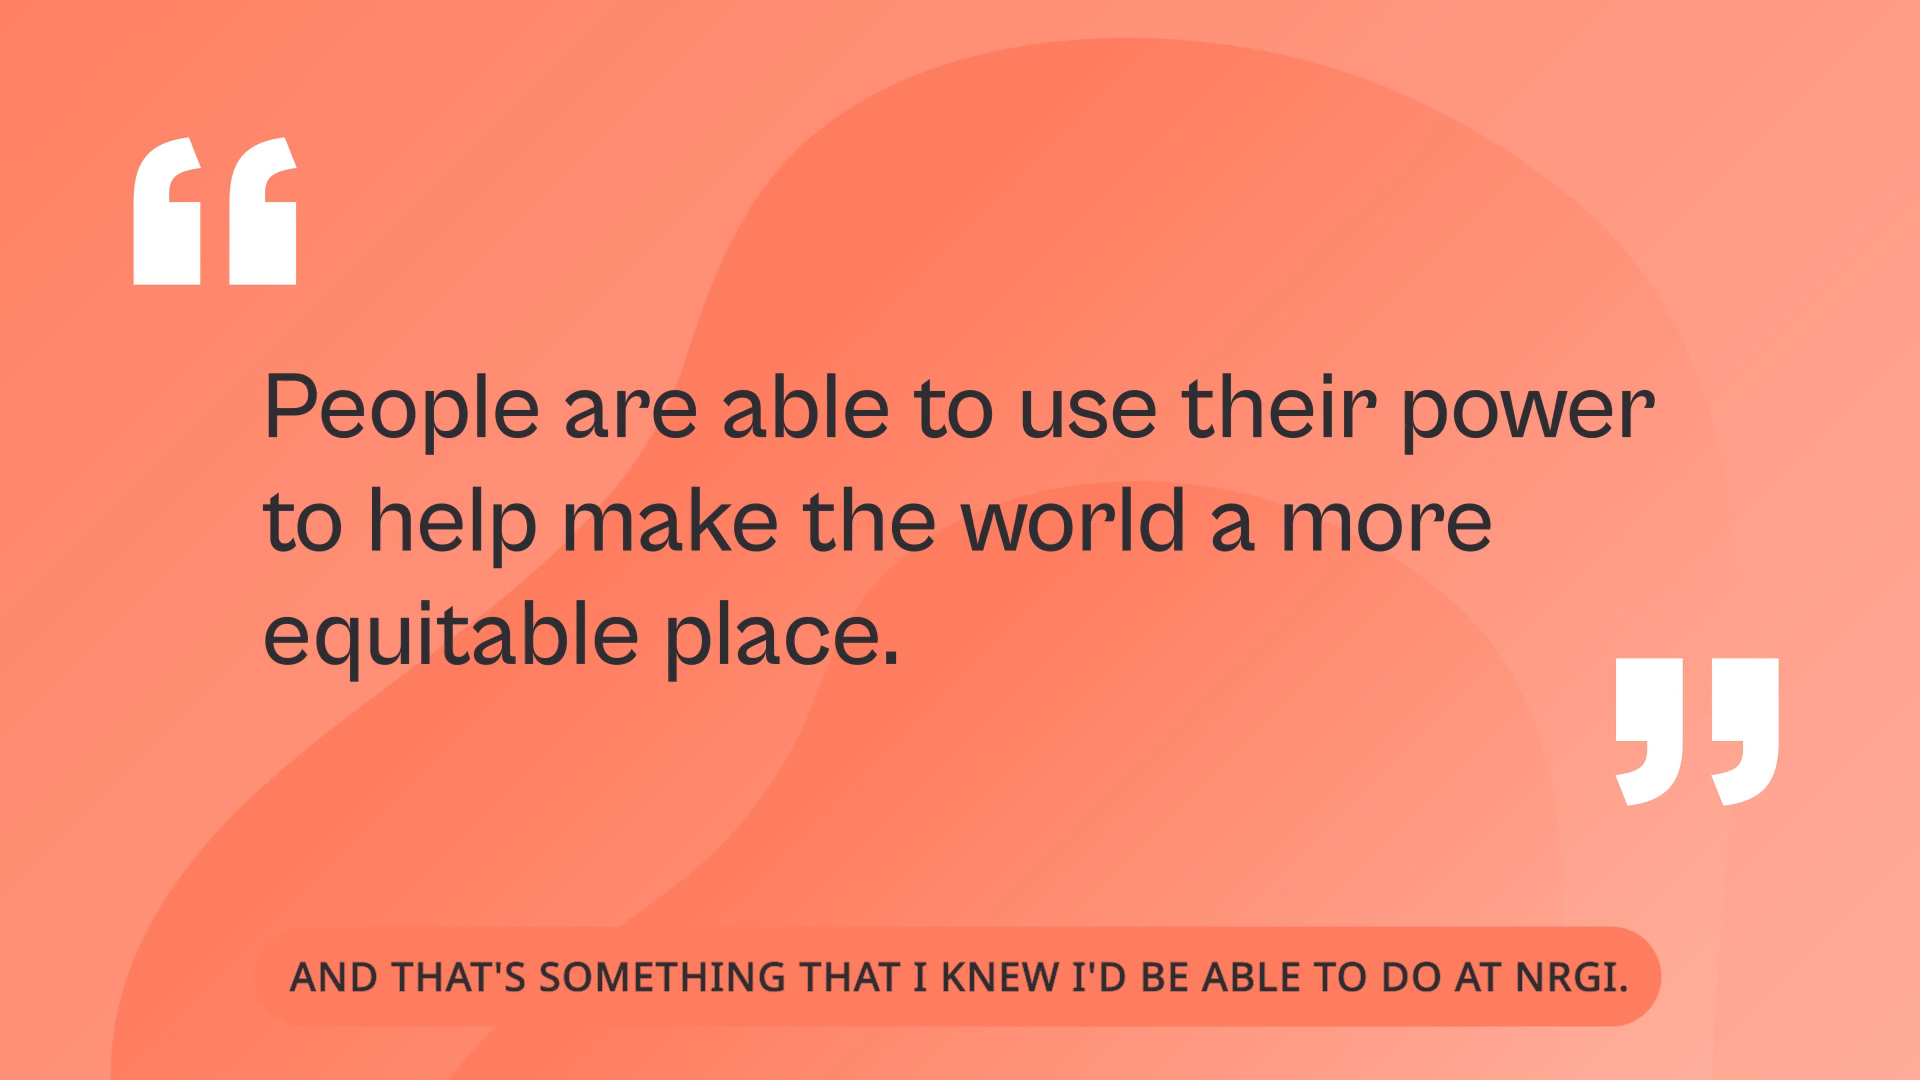 “
People are able to use their power
to help make the world a more
equitable place.
”
AND THAT'S SOMETHING THAT I KNEW I'D BE ABLE TO DO AT NRGI.